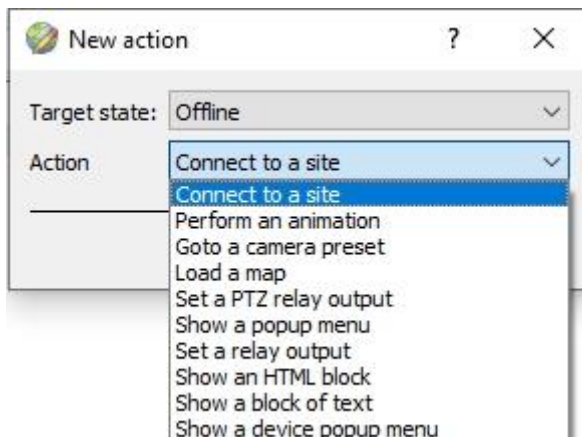 New action
Target state: Offline
Action Connect to a site
Connect to a site
Perform an animation
Goto a camera preset
Load a map
Set a PTZ relay output
Show a popup menu
Set a relay output
Show an HTML block
Show a block of text
Show a device popup menu